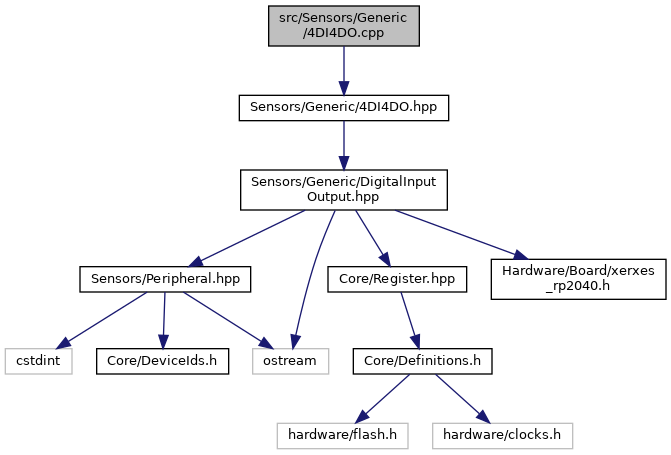 src/Sensors/Generic
/4DI4DO.cpp
Sensors/Generic/4DI4DO.hpp
Sensors/Generic/DigitalInput
Output.hpp
Sensors/Peripheral.hpp
Core/Register.hpp
Hardware/Board/xerxes
_rp2040.h
cstdint
Core/DeviceIds.h
ostream
Core/Definitions.h
hardware/flash.h
hardware/clocks.h